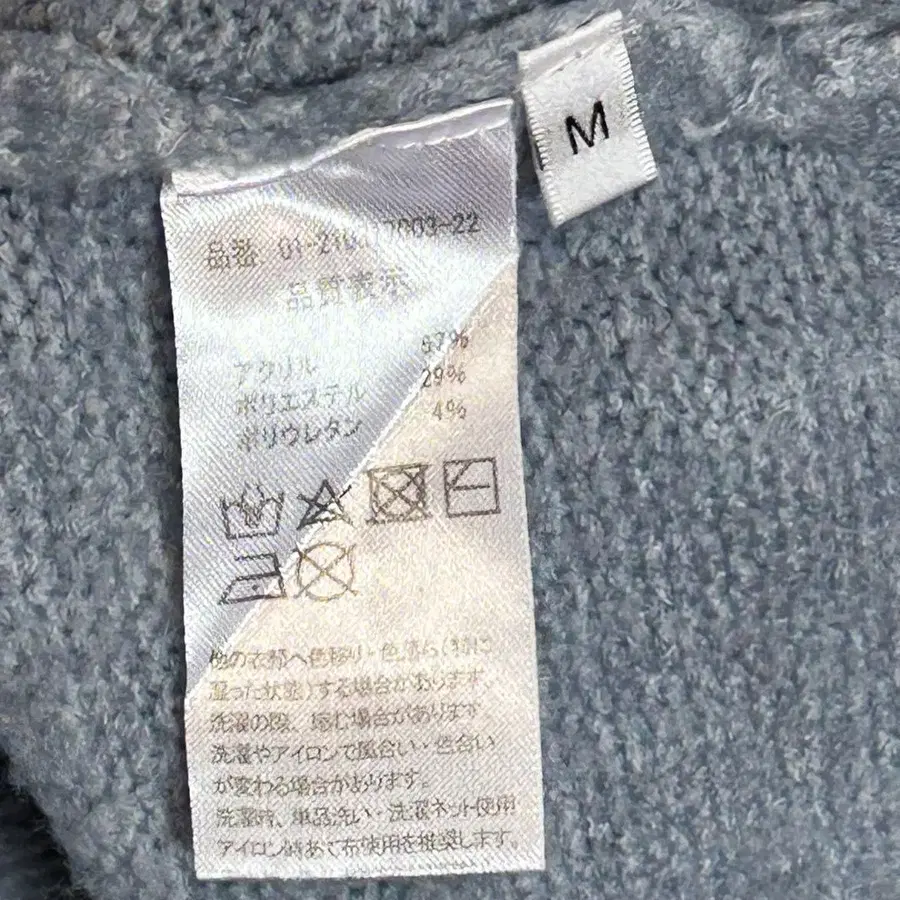 M
品番 01-210 0003-22
品質表示
アクリル 67%
ポリエステル 29%
ポリウレタン 4%
他の衣類へ色移り・色落ち(特に
湿った状態)する場合があります。
洗濯の際、縮む場合があります
洗濯やアイロンで風合い・色合い
が変わる場合があります。
洗濯時、単品洗い・洗濯ネット使用
アイロン時あて布使用を推奨します。